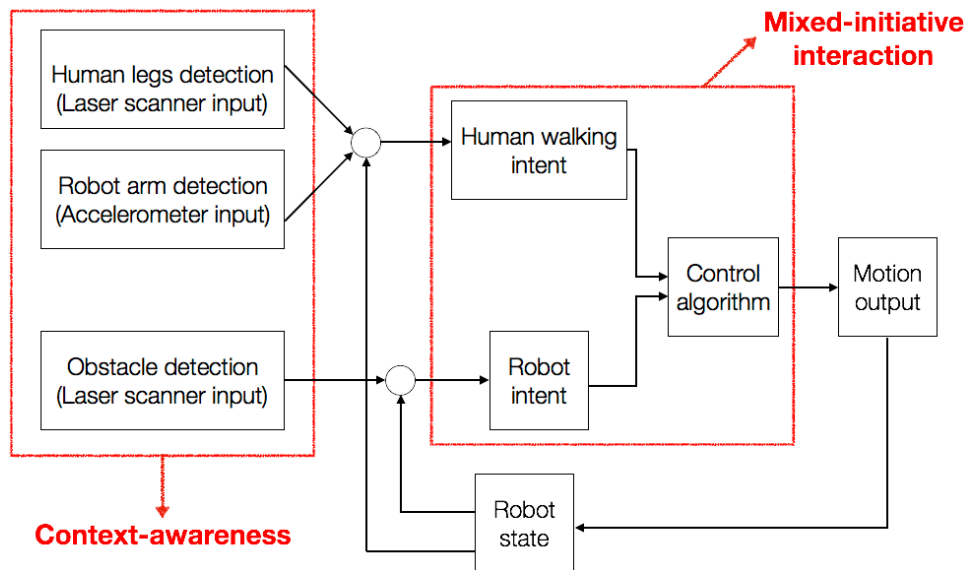 Mixed-initiative
interaction
Human legs detection
(Laser scanner input)
Human walking
intent
Robot arm detection
(Accelerometer input)
Control
algorithm
Motion
output
Obstacle detection
(Laser scanner input)
Robot
intent
Robot
state
Context-awareness